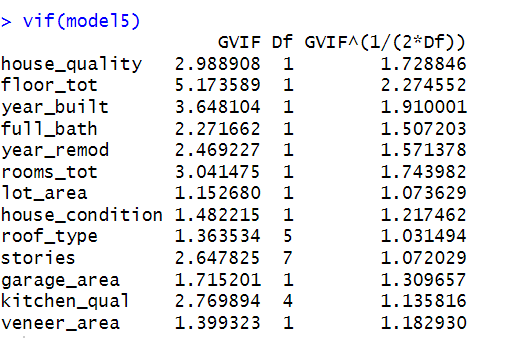 > vif(model5)
GVIF Df GVIF^(1/(2*Df))
house_quality 2.988908 1 1.728846
floor_tot 5.173589 1 2.274552
year_built 3.648104 1 1.910001
full_bath 2.271662 1 1.507203
year_remod 2.469227 1 1.571378
rooms_tot 3.041475 1 1.743982
lot_area 1.152680 1 1.073629
house_condition 1.482215 1 1.217462
roof_type 1.363534 5 1.031494
stories 2.647825 7 1.072029
garage_area 1.715201 1 1.309657
kitchen_qual 2.769894 4 1.135816
veneer_area 1.399323 1 1.182930